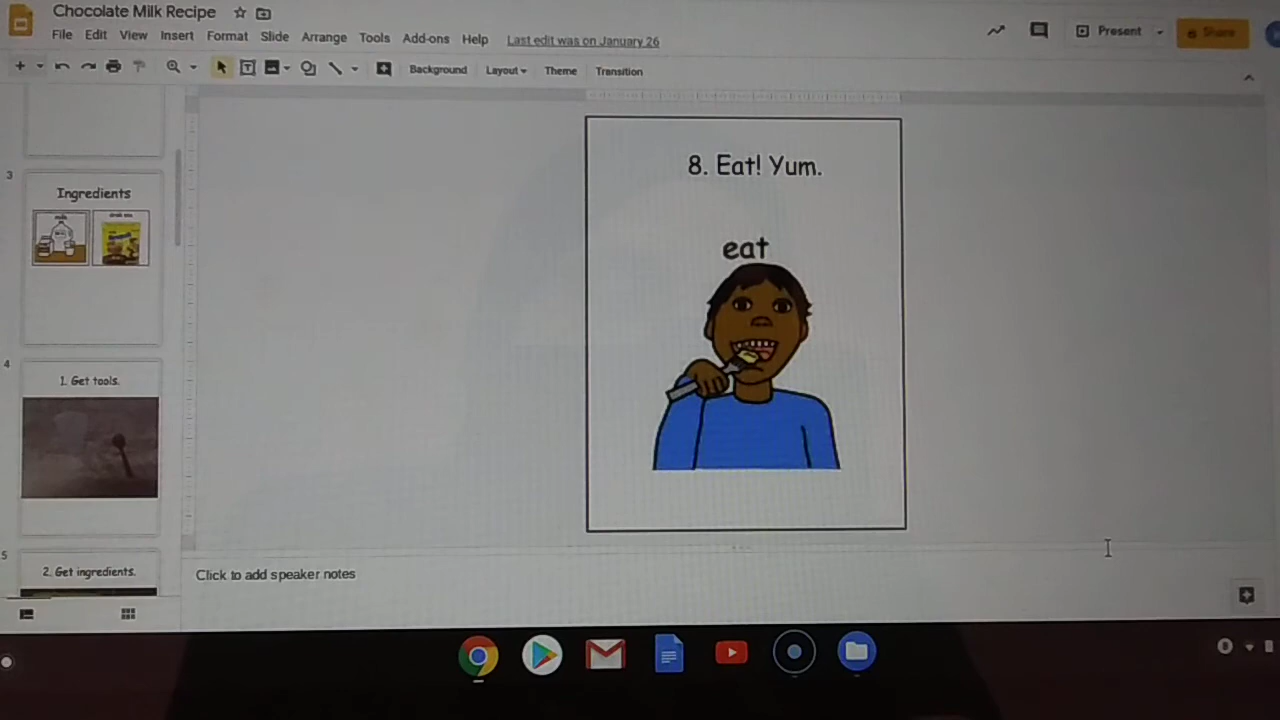 Chocolate Milk Recipe
File Edit View Insert Format Slide Arrange Tools Add-ons Help Last edit was on January 26
Present
Share
Background Layout Theme Transition
3
Ingredients
milk
4
1. Get tools.
5
2. Get ingredients.
8. Eat! Yum.
eat
Click to add speaker notes